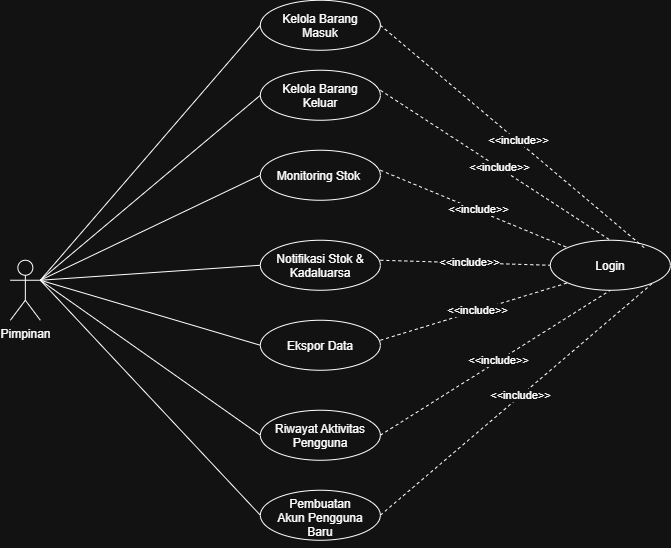 Kelola Barang
Masuk
Kelola Barang
Keluar
<<include>>
<<include>>
Monitoring Stok
<<include>>
Notifikasi Stok &
Kadaluarsa
<<include>>
Login
Pimpinan
<<include>>
Ekspor Data
<<include>>
<<include>>
Riwayat Aktivitas
Pengguna
Pembuatan
Akun Pengguna
Baru